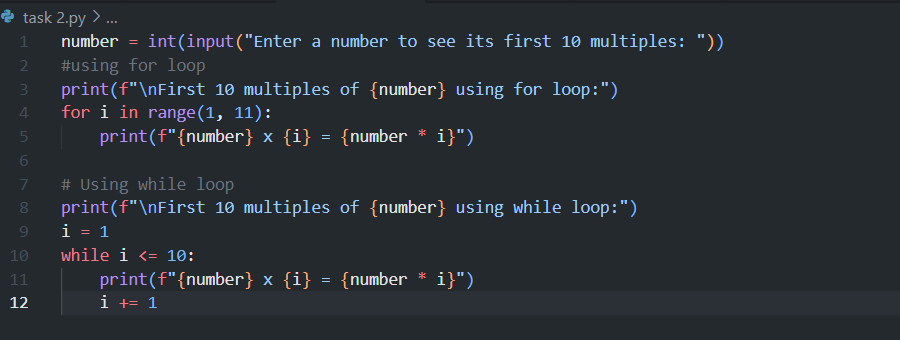 task 2.py > ...
1 number = int(input("Enter a number to see its first 10 multiples: "))
2 #using for loop
3 print(f"\nFirst 10 multiples of {number} using for loop:")
4 for i in range(1, 11):
5     print(f"{number} x {i} = {number * i}")
6
7 # Using while loop
8 print(f"\nFirst 10 multiples of {number} using while loop:")
9 i = 1
10 while i <= 10:
11     print(f"{number} x {i} = {number * i}")
12     i += 1